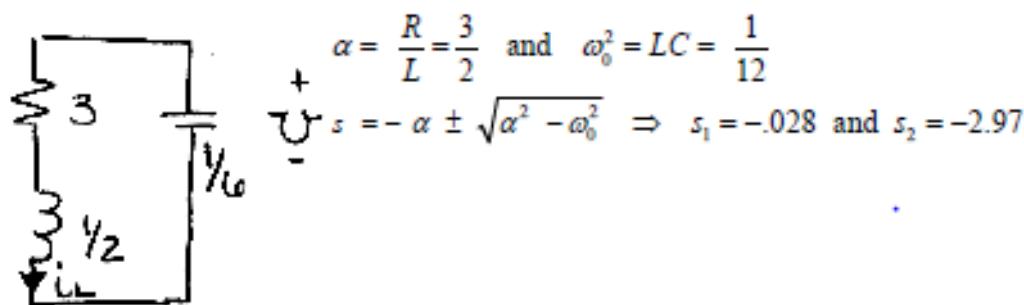 α = R/L = 3/2 and ω₀² = LC = 1/12
s = − α ± √(α² − ω₀²) ⇒ s₁ = −.028 and s₂ = −2.97
+
3
υ
-
1/6
1/2
iL